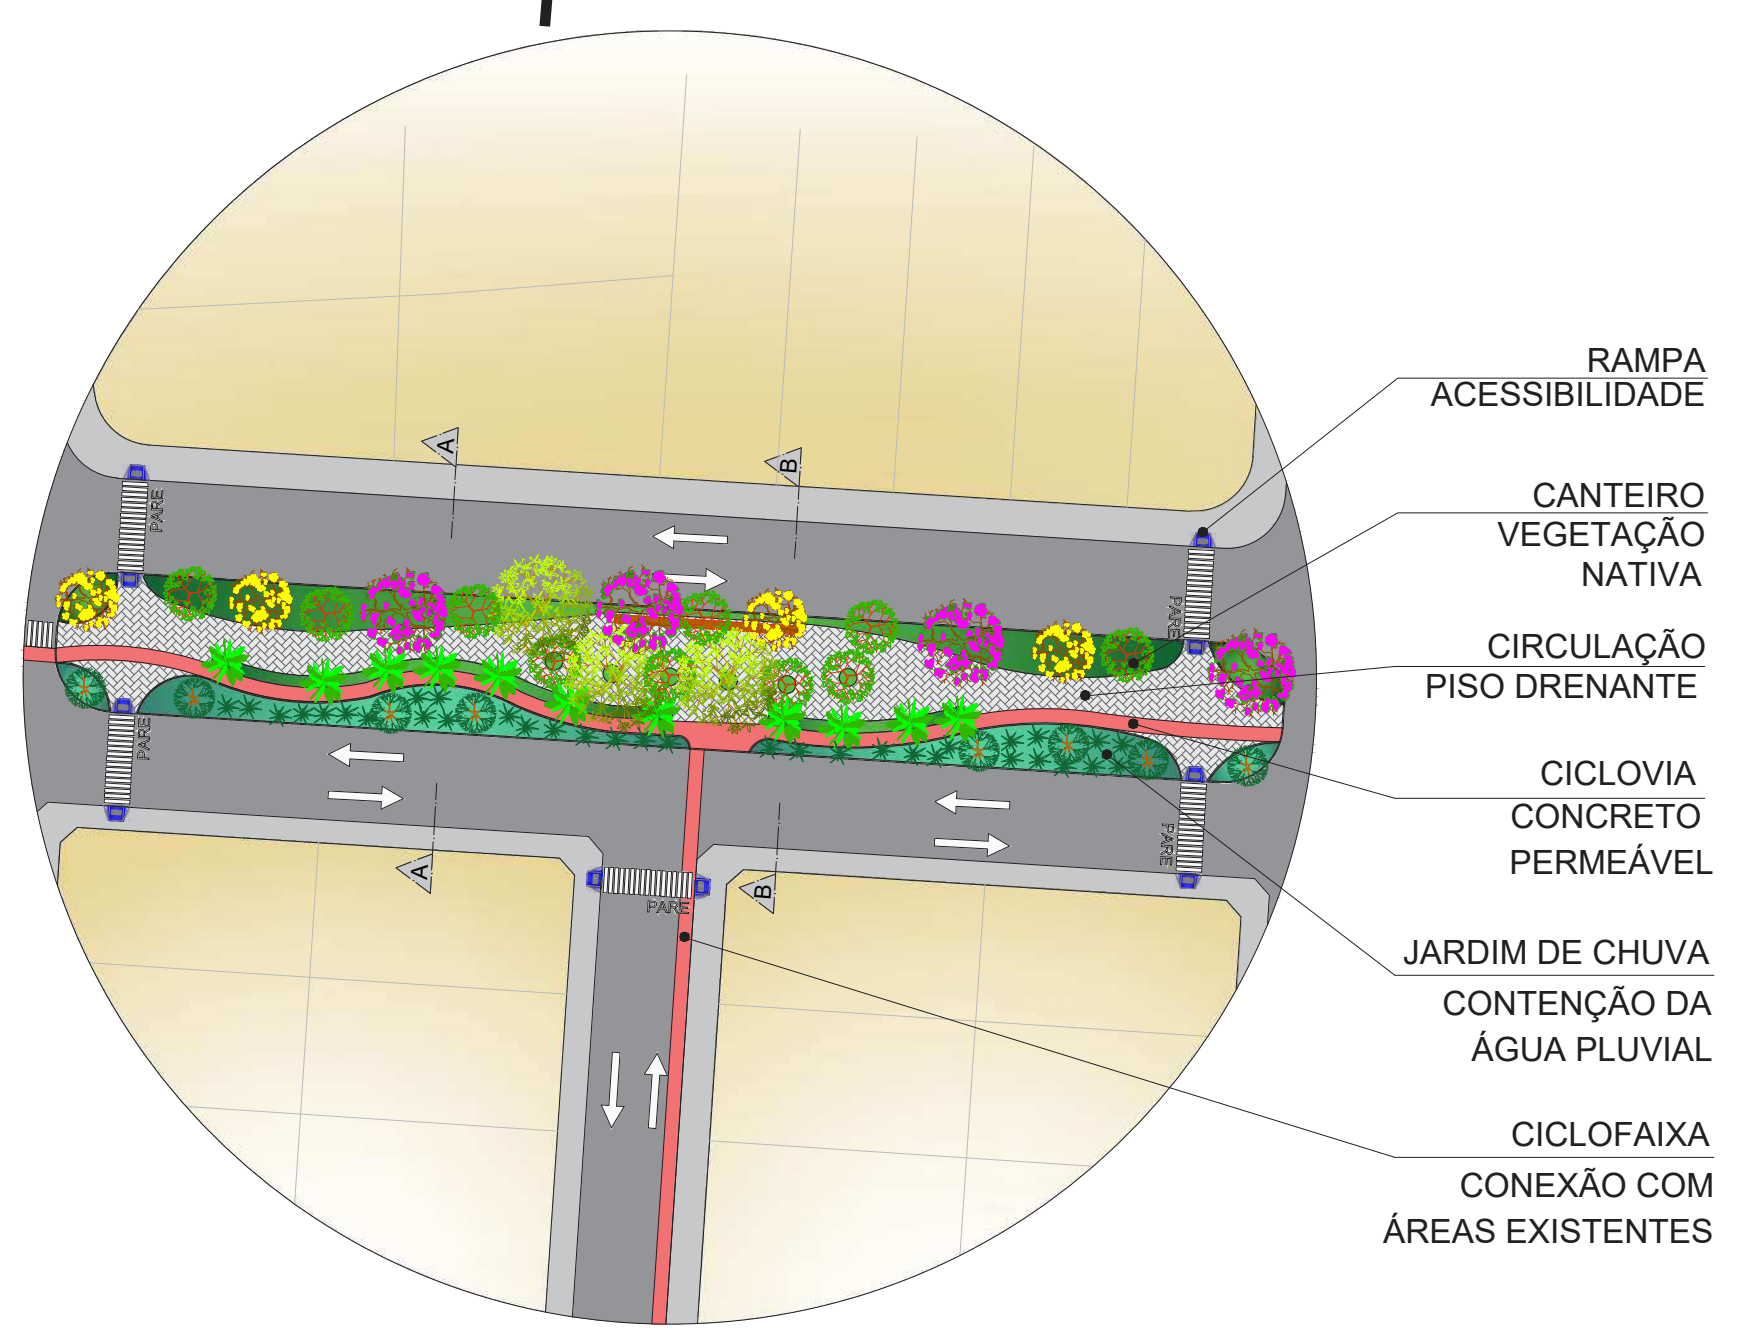 RAMPA
ACESSIBILIDADE
CANTEIRO
VEGETAÇÃO
NATIVA
CIRCULAÇÃO
PISO DRENANTE
CICLOVIA
CONCRETO
PERMEÁVEL
JARDIM DE CHUVA
CONTENÇÃO DA
ÁGUA PLUVIAL
CICLOFAIXA
CONEXÃO COM
ÁREAS EXISTENTES
A
B
PARE
PARE
PARE
PARE
A
B
PARE